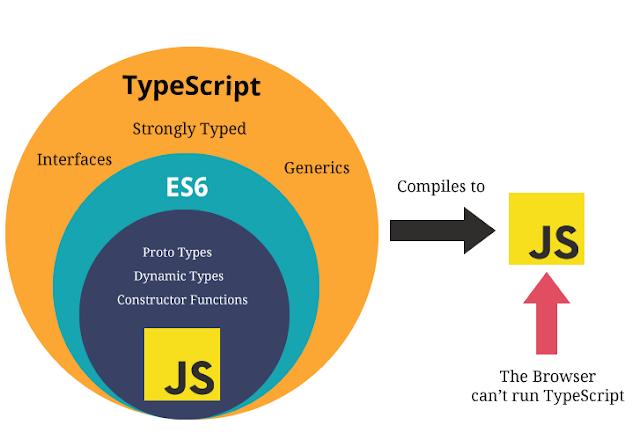 TypeScript
Strongly Typed
Interfaces
Generics
ES6
Proto Types
Dynamic Types
Constructor Functions
JS
Compiles to
JS
The Browser
can't run TypeScript